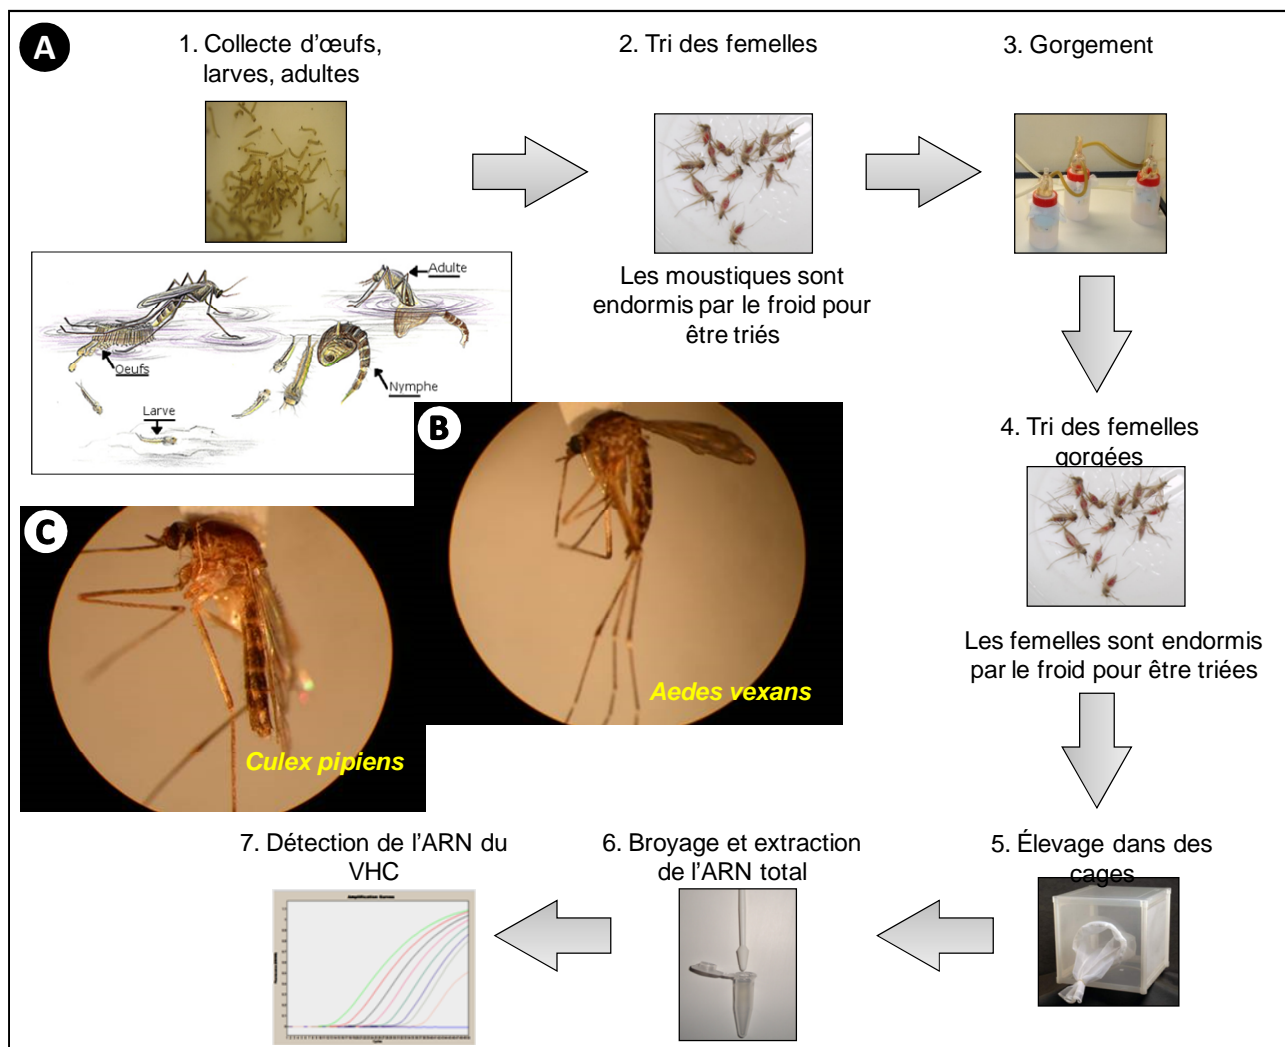 A
1. Collecte d'œufs,
larves, adultes
2. Tri des femelles
3. Gorgement
Les moustiques sont
endormis par le froid pour
être triés
Adulte
Oeufs
Nymphe
Larve
B
Aedes vexans
C
Culex pipiens
4. Tri des femelles
gorgées
Les femelles sont endormis
par le froid pour être triées
5. Élevage dans des
cages
6. Broyage et extraction
de l'ARN total
7. Détection de l'ARN du
VHC
Amplification Curves